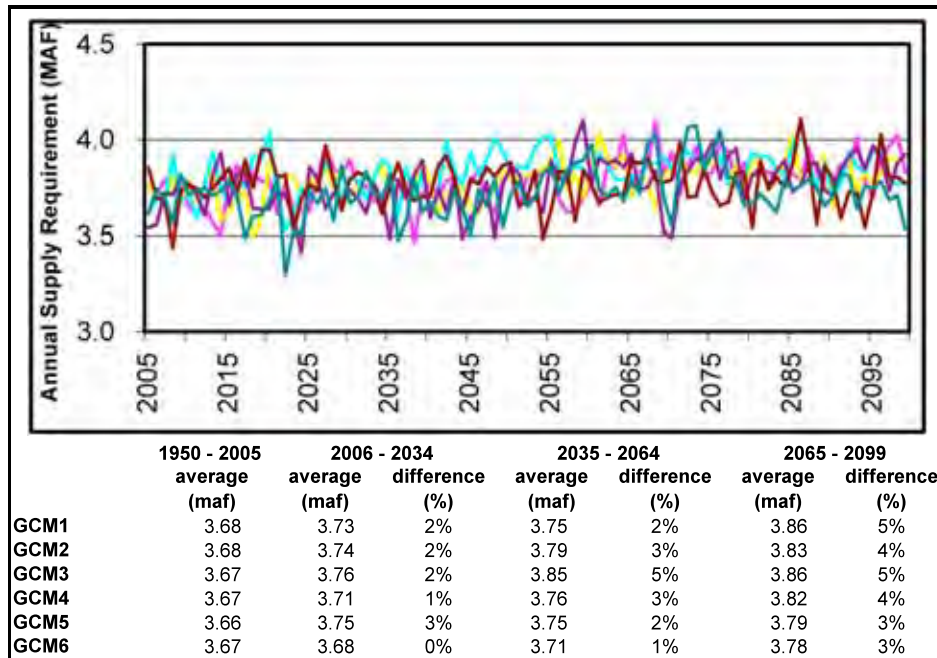 Annual Supply Requirement (MAF)
4.5
4.0
3.5
3.0
2005
2015
2025
2035
2045
2055
2065
2075
2085
2095
1950 - 2005 2006 - 2034 2035 - 2064 2065 - 2099
average average difference average difference average difference
(maf) (maf) (%) (maf) (%) (maf) (%)
GCM1 3.68 3.73 2% 3.75 2% 3.86 5%
GCM2 3.68 3.74 2% 3.79 3% 3.83 4%
GCM3 3.67 3.76 2% 3.85 5% 3.86 5%
GCM4 3.67 3.71 1% 3.76 3% 3.82 4%
GCM5 3.66 3.75 3% 3.75 2% 3.79 3%
GCM6 3.67 3.68 0% 3.71 1% 3.78 3%